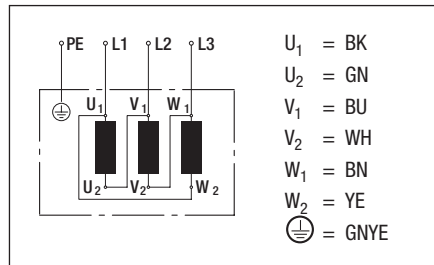 PE L1 L2 L3
U1 V1 W1
U2 V2 W2
U1 = BK
U2 = GN
V1 = BU
V2 = WH
W1 = BN
W2 = YE
= GNYE